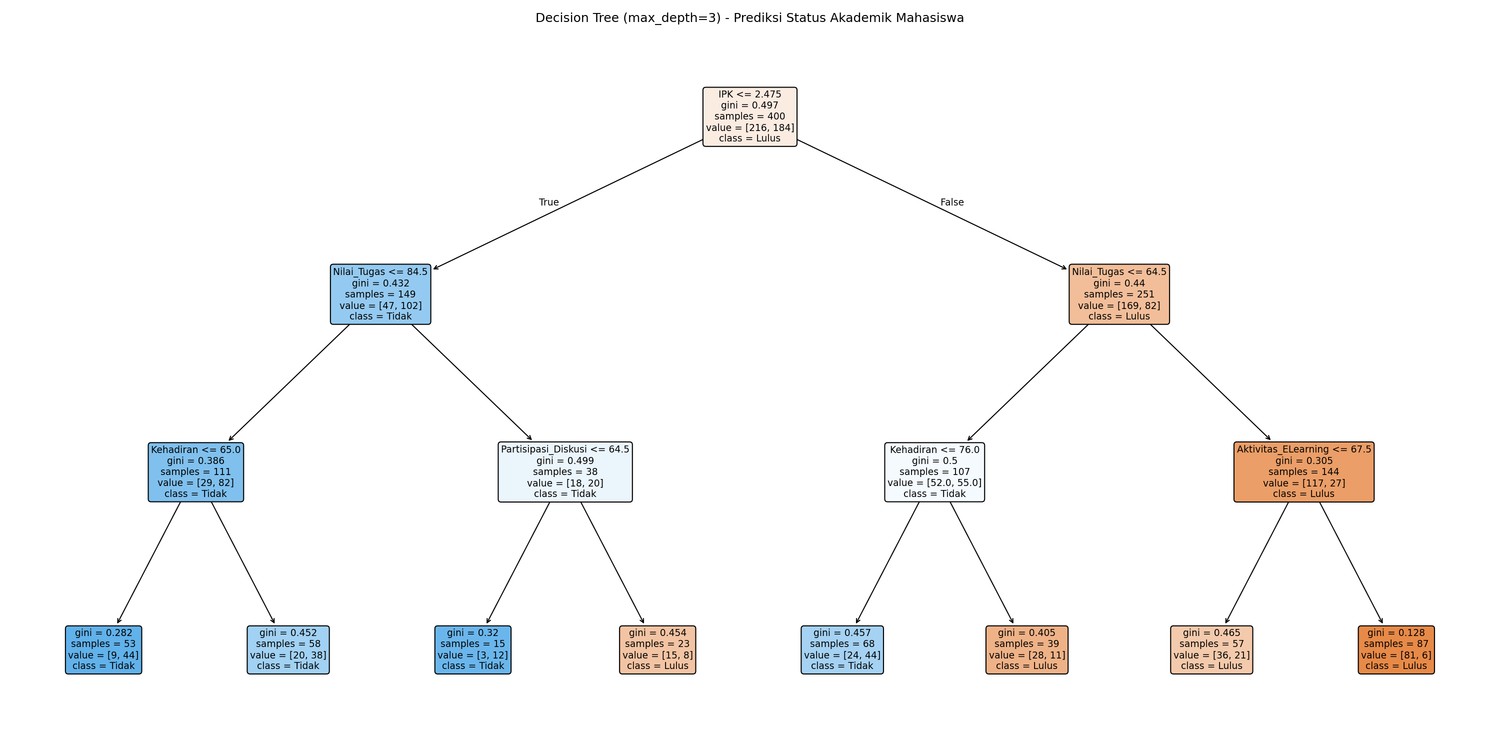 Decision Tree (max_depth=3) - Prediksi Status Akademik Mahasiswa
IPK <= 2.475
gini = 0.497
samples = 400
value = [216, 184]
class = Lulus
True
False
Nilai_Tugas <= 84.5
gini = 0.432
samples = 149
value = [47, 102]
class = Tidak
Nilai_Tugas <= 64.5
gini = 0.44
samples = 251
value = [169, 82]
class = Lulus
Kehadiran <= 65.0
gini = 0.386
samples = 111
value = [29, 82]
class = Tidak
Partisipasi_Diskusi <= 64.5
gini = 0.499
samples = 38
value = [18, 20]
class = Tidak
Kehadiran <= 76.0
gini = 0.5
samples = 107
value = [52.0, 55.0]
class = Tidak
Aktivitas_ELearning <= 67.5
gini = 0.305
samples = 144
value = [117, 27]
class = Lulus
gini = 0.282
samples = 53
value = [9, 44]
class = Tidak
gini = 0.452
samples = 58
value = [20, 38]
class = Tidak
gini = 0.32
samples = 15
value = [3, 12]
class = Tidak
gini = 0.454
samples = 23
value = [15, 8]
class = Lulus
gini = 0.457
samples = 68
value = [24, 44]
class = Tidak
gini = 0.405
samples = 39
value = [28, 11]
class = Lulus
gini = 0.465
samples = 57
value = [36, 21]
class = Lulus
gini = 0.128
samples = 87
value = [81, 6]
class = Lulus